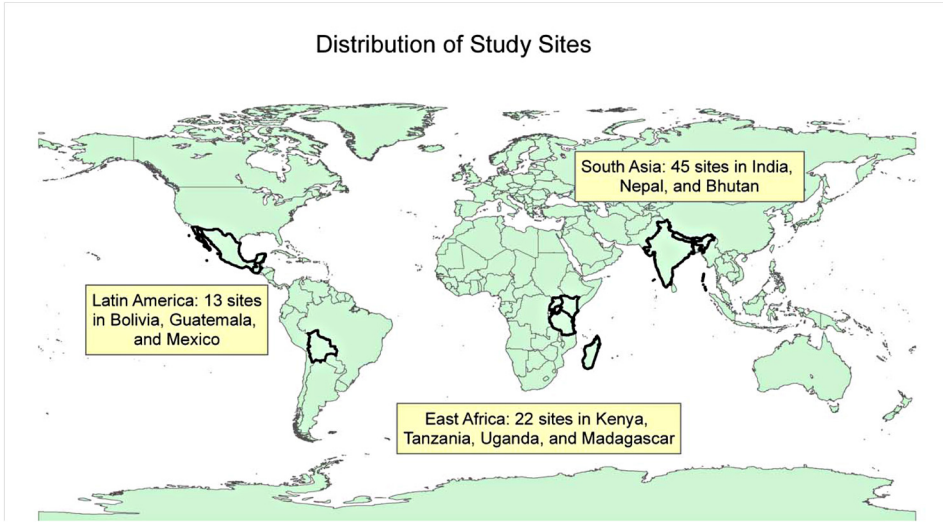 Distribution of Study Sites
South Asia: 45 sites in India,
Nepal, and Bhutan
Latin America: 13 sites
in Bolivia, Guatemala,
and Mexico
East Africa: 22 sites in Kenya,
Tanzania, Uganda, and Madagascar